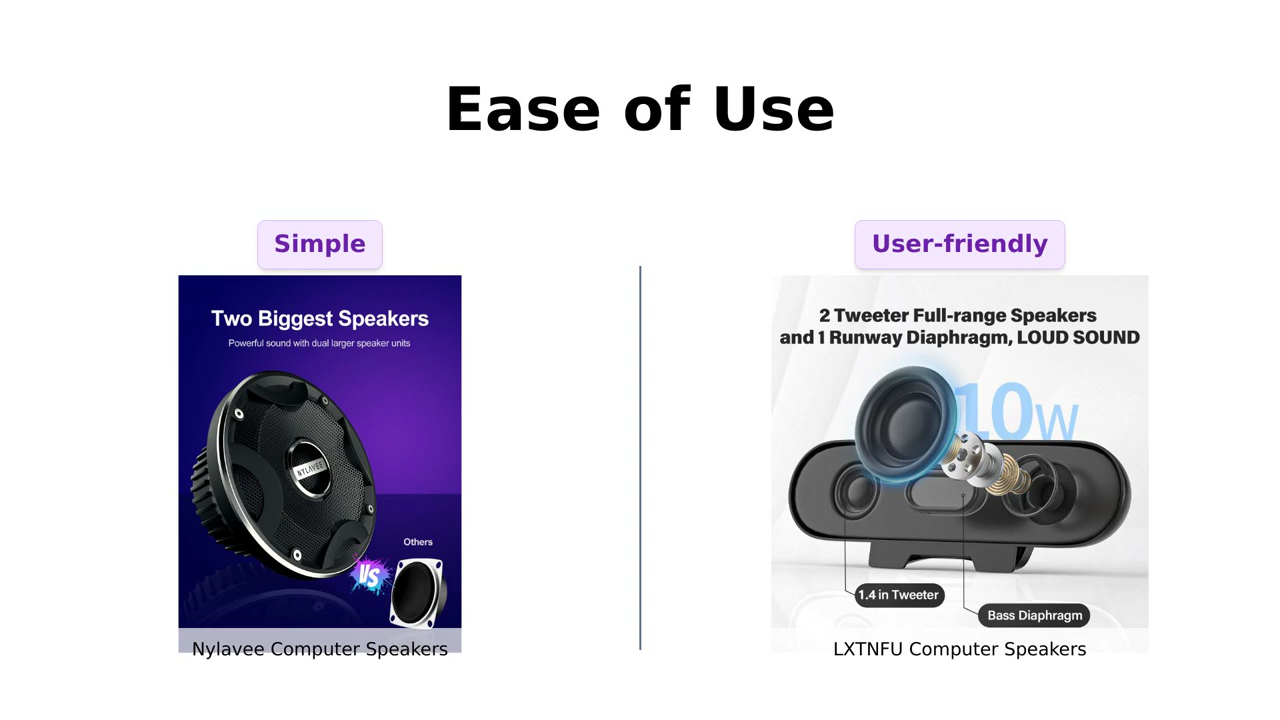 Ease of Use
Simple
Two Biggest Speakers
Powerful sound with dual larger speaker units
NYLAVEE
Others
VS
Nylavee Computer Speakers
User-friendly
2 Tweeter Full-range Speakers
and 1 Runway Diaphragm, LOUD SOUND
10W
1.4 in Tweeter
Bass Diaphragm
LXTNFU Computer Speakers